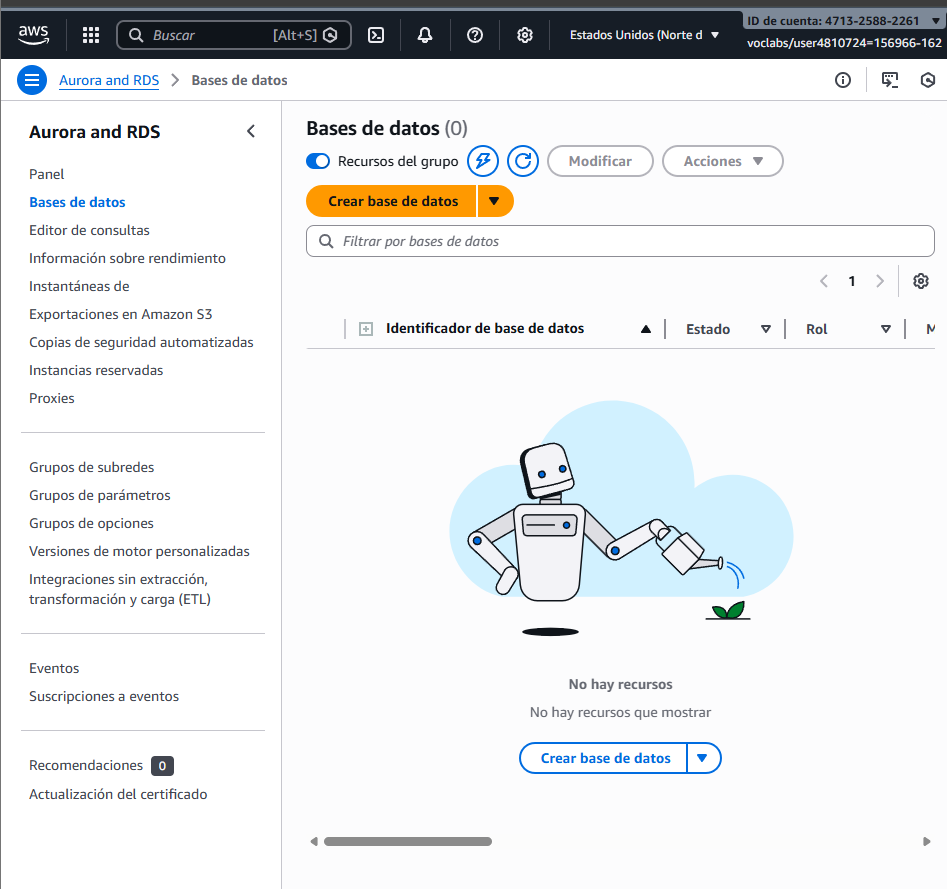 aws
Buscar [Alt+S]
Estados Unidos (Norte d
ID de cuenta: 4713-2588-2261
voclabs/user4810724=156966-162
Aurora and RDS
Bases de datos
Aurora and RDS
Panel
Bases de datos
Editor de consultas
Información sobre rendimiento
Instantáneas de
Exportaciones en Amazon S3
Copias de seguridad automatizadas
Instancias reservadas
Proxies
Grupos de subredes
Grupos de parámetros
Grupos de opciones
Versiones de motor personalizadas
Integraciones sin extracción,
transformación y carga (ETL)
Eventos
Suscripciones a eventos
Recomendaciones 0
Actualización del certificado
Bases de datos (0)
Recursos del grupo
Modificar
Acciones
Crear base de datos
Filtrar por bases de datos
1
Identificador de base de datos
Estado
Rol
M
No hay recursos
No hay recursos que mostrar
Crear base de datos